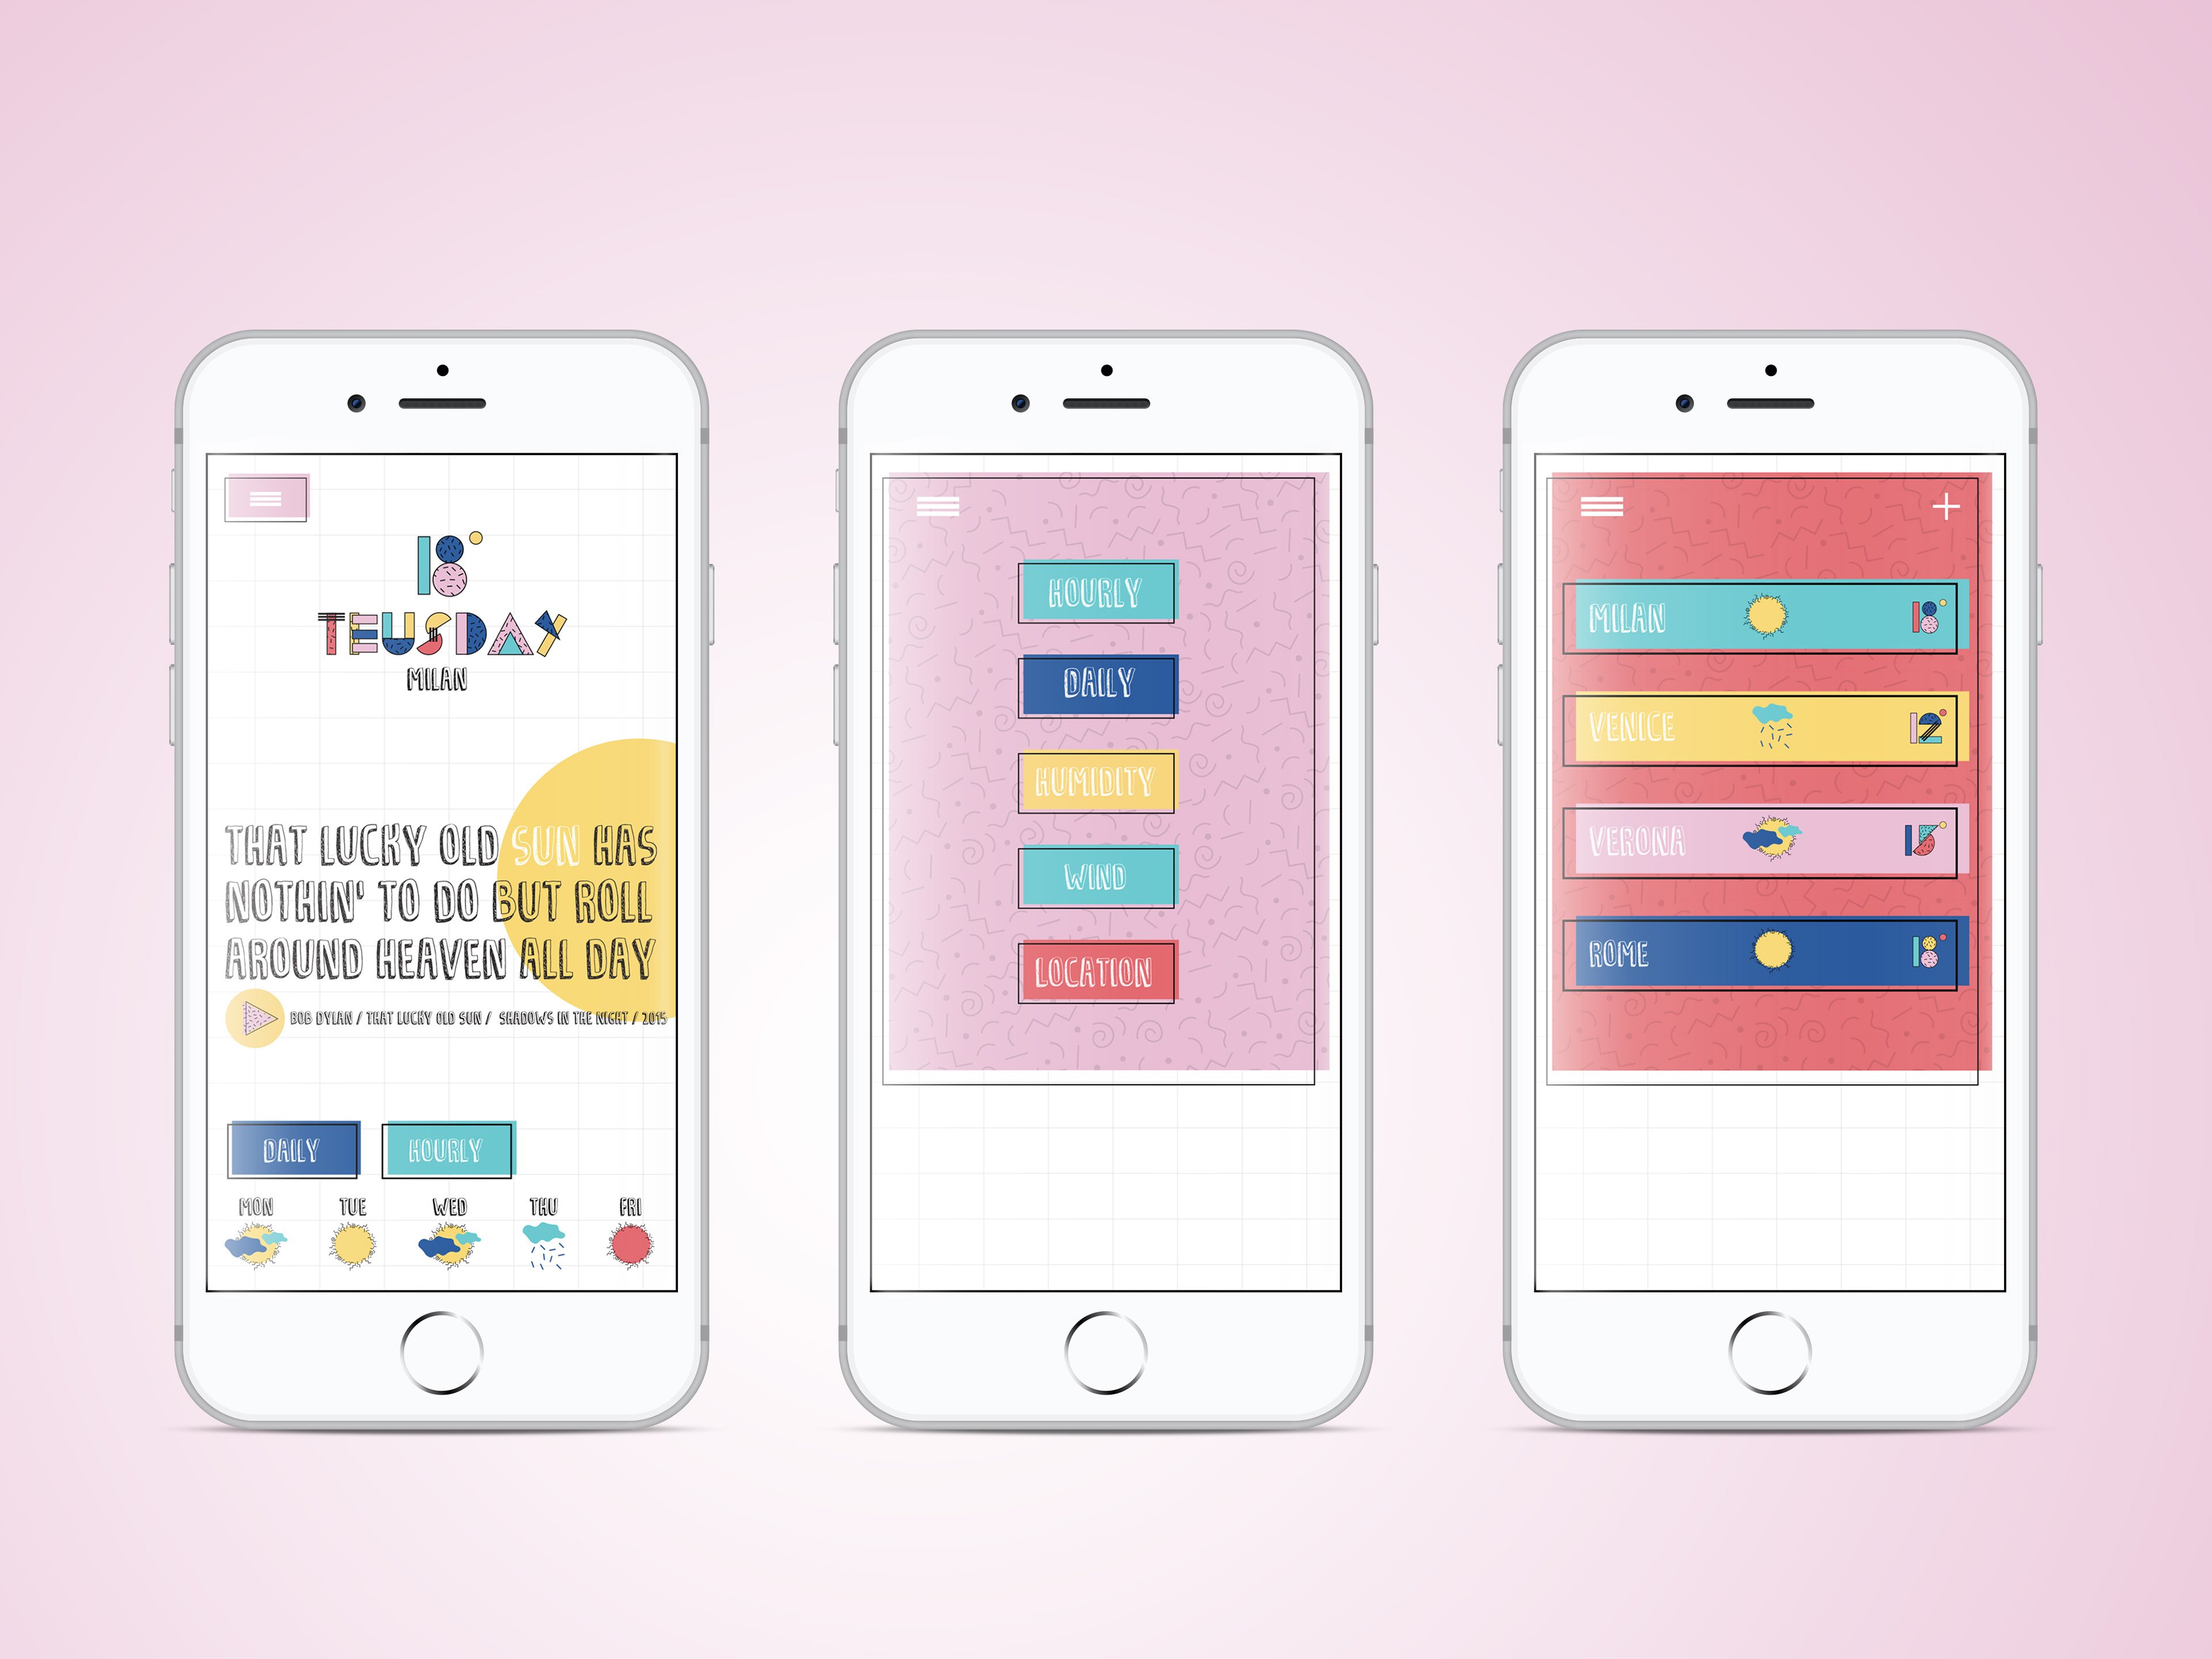 18°
TEUSDAY
MILAN
THAT LUCKY OLD SUN HAS
NOTHIN' TO DO BUT ROLL
AROUND HEAVEN ALL DAY
BOB DYLAN / THAT LUCKY OLD SUN / SHADOWS IN THE NIGHT / 2015
DAILY HOURLY
MON TUE WED THU FRI
HOURLY
DAILY
HUMIDITY
WIND
LOCATION
MILAN 18°
VENICE 12°
VERONA 15°
ROME 18°